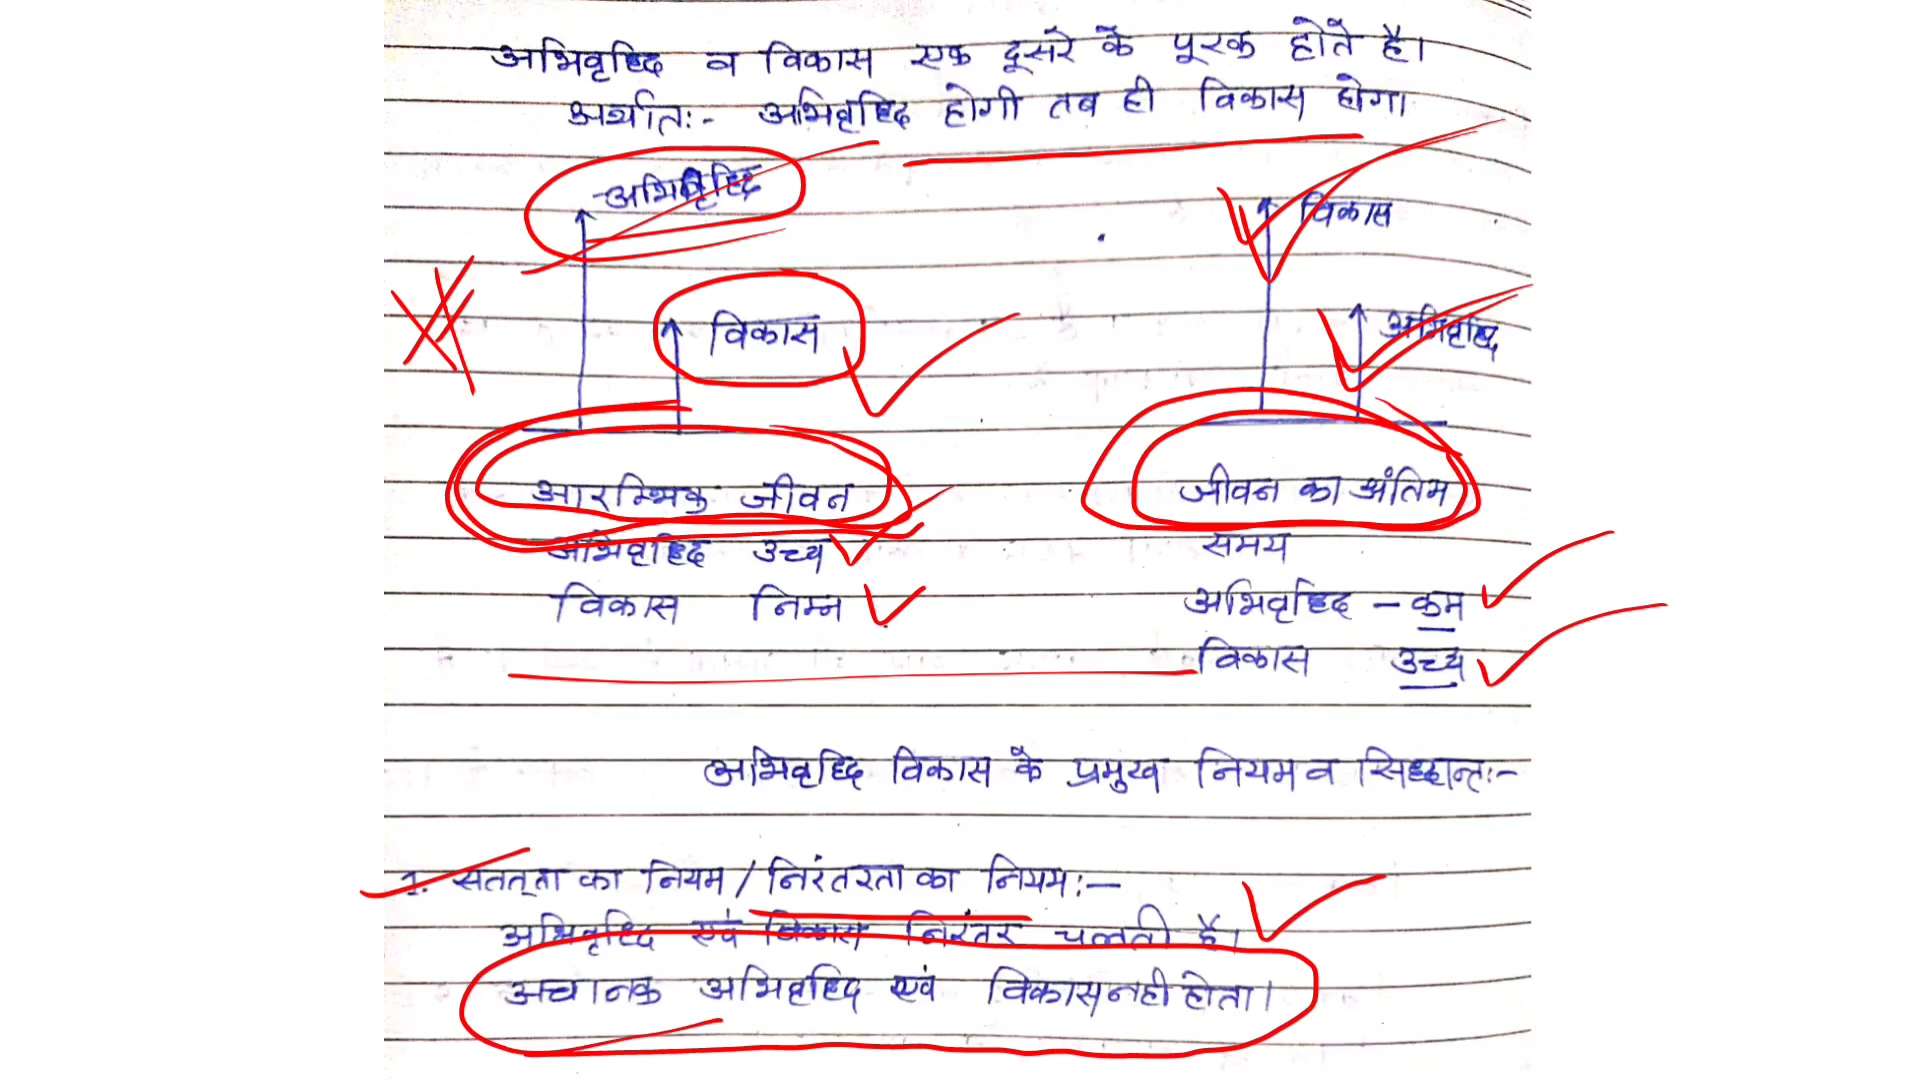 अभिवृध्दि व विकास एक दूसरे के पूरक होते है।
अर्थात:- अभिवृध्दि होगी तब ही विकास होगा।
अभिवृध्दि
विकास
विकास
अभिवृध्दि
आरम्भिक जीवन
जीवन का अंतिम
अभिवृध्दि उच्च
समय
विकास निम्न
अभिवृध्दि - कम
विकास उच्च
अभिवृध्दि विकास के प्रमुख नियम व सिध्दान्त:-
1. सतत्ता का नियम / निरंतरता का नियम:-
अभिवृध्दि एवं विकास निरंतर चलती है।
अचानक अभिवृध्दि एवं विकास नही होता।